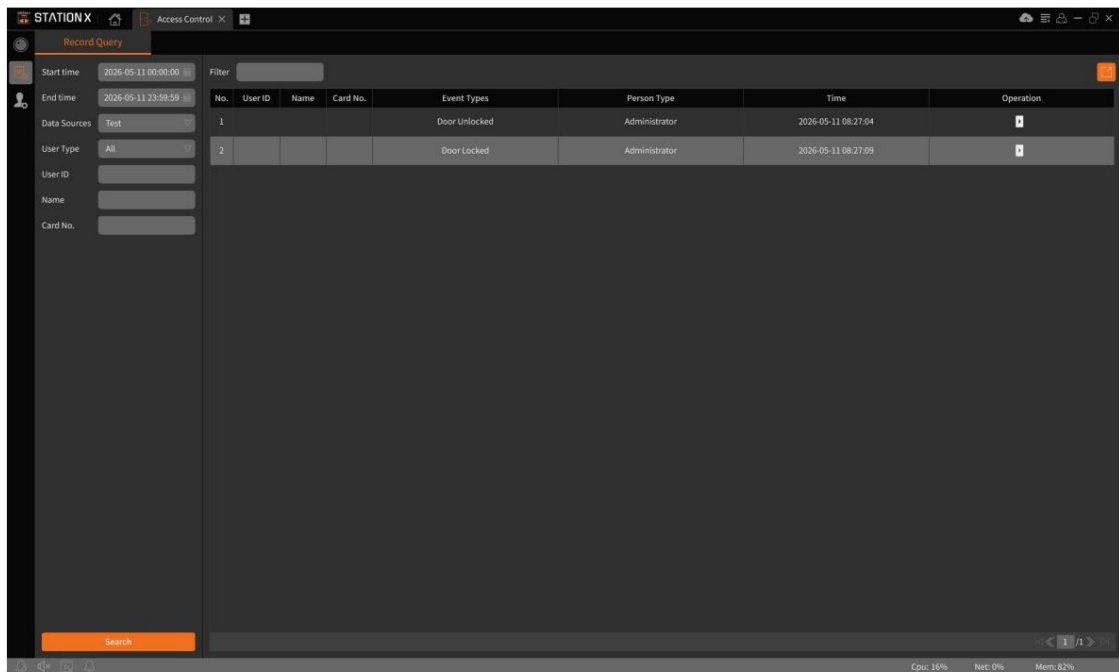 STATION X
Access Control
Record Query
Start time 2026-05-11 00:00:00
End time 2026-05-11 23:59:59
Data Sources Test
User Type All
User ID
Name
Card No.
Search
Filter
No. User ID Name Card No. Event Types Person Type Time Operation
1 Door Unlocked Administrator 2026-05-11 08:27:04
2 Door Locked Administrator 2026-05-11 08:27:09
1 /1
Cpu: 16% Net: 0% Mem: 82%